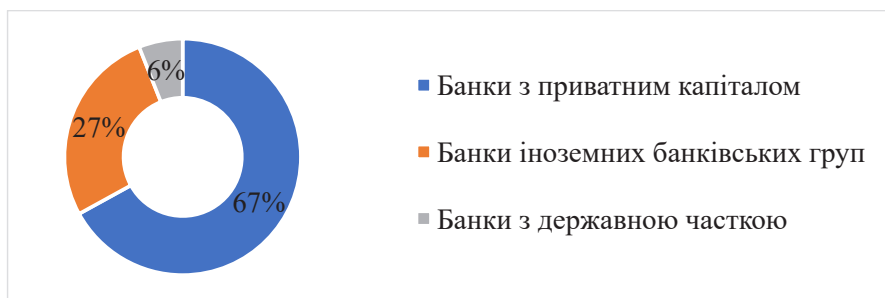 6%
27%
67%
Банки з приватним капіталом
Банки іноземних банківських груп
Банки з державною часткою